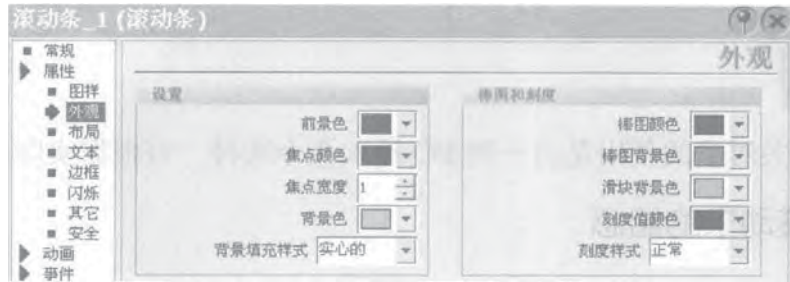 滚动条_1 (滚动条)
常规
属性
图样
外观
布局
文本
边框
闪烁
其它
安全
动画
事件
外观
设置
前景色
焦点颜色
焦点宽度 1
背景色
背景填充样式 实心的
棒图和刻度
棒图颜色
棒图背景色
滑块背景色
刻度值颜色
刻度样式 正常